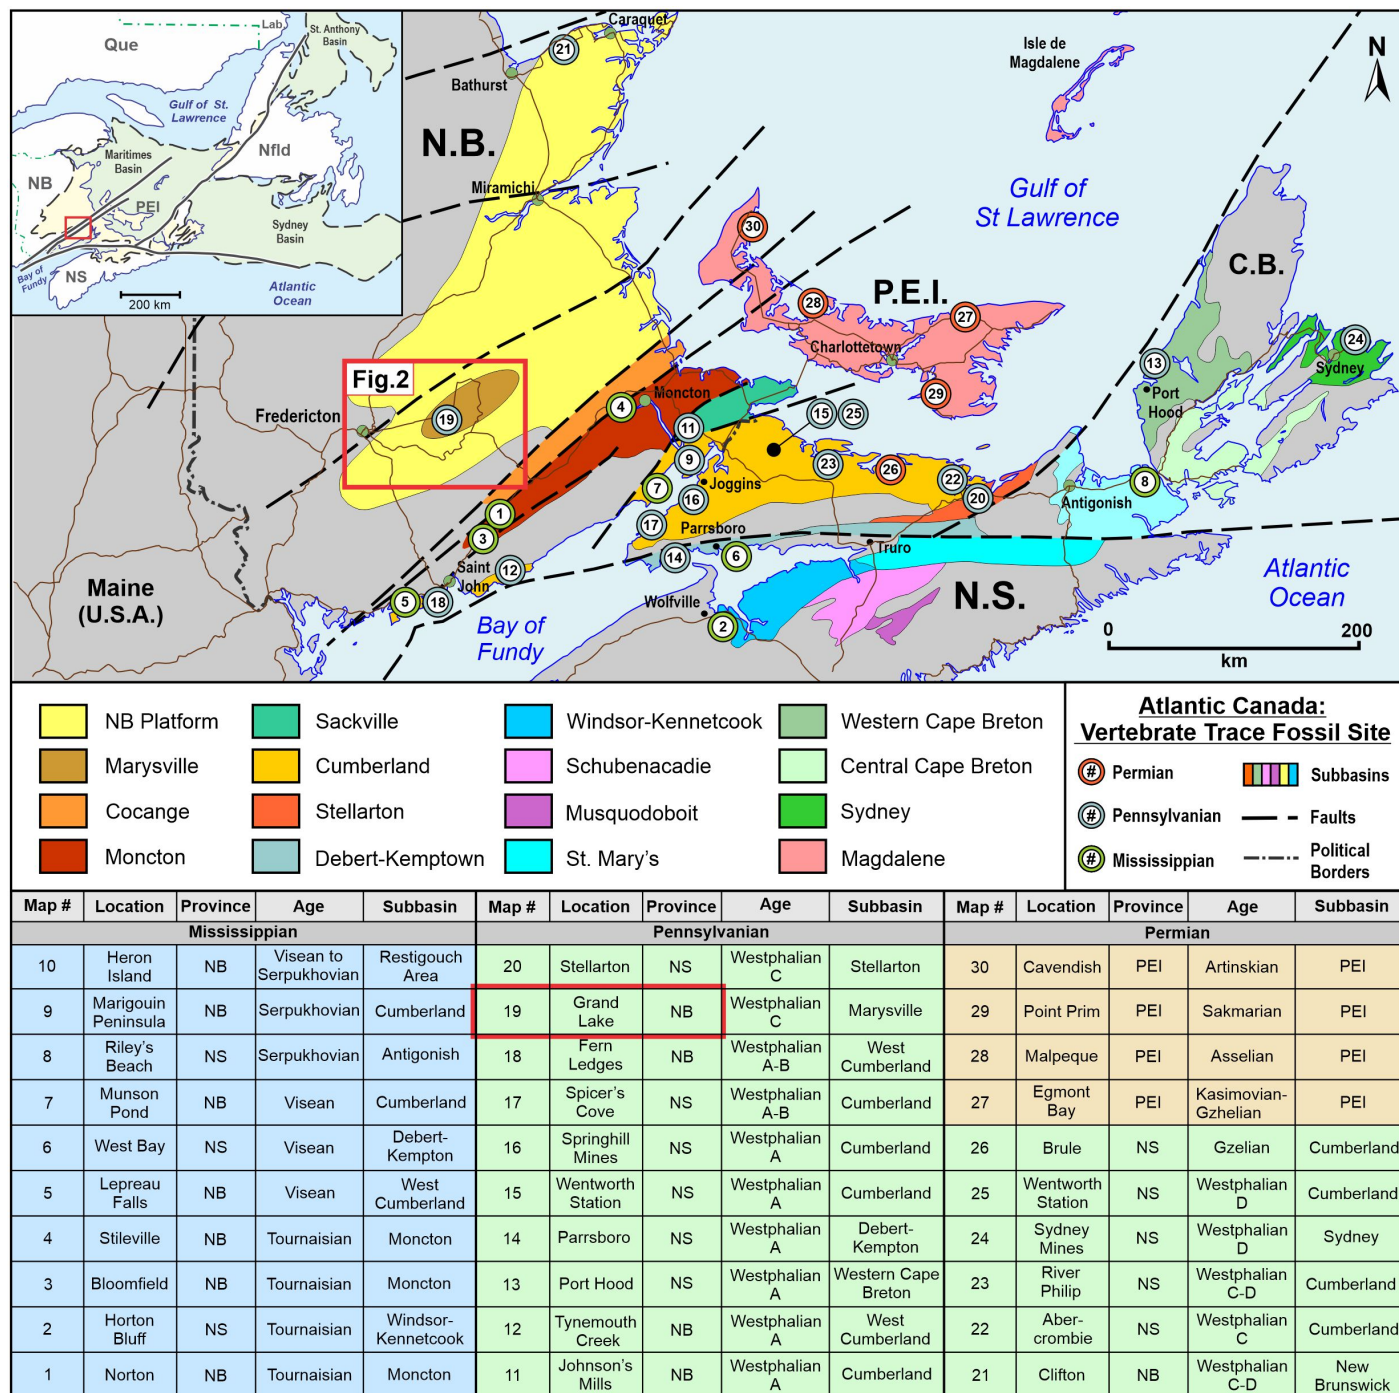 Que
Lab
St. Anthony
Basin
Gulf of St.
Lawrence
Nfld
Maritimes
Basin
NB
PEI
Sydney
Basin
Bay of
Fundy
NS
Atlantic
Ocean
200 km
Caraquet
21
Bathurst
N.B.
Miramichi
Isle de
Magdalene
N
Gulf of
St Lawrence
30
C.B.
P.E.I.
28
27
Charlottetown
24
13
Sydney
Port
Hood
29
Fig.2
Fredericton
19
4
Moncton
15
25
11
9
23
26
22
8
7
Joggins
16
20
Antigonish
1
17
Parrsboro
3
14
6
Truro
12
Saint
John
Maine
(U.S.A.)
5
18
Wolfville
2
N.S.
Atlantic
Ocean
Bay of
Fundy
0
200
km
NB Platform
Sackville
Windsor-Kennetcook
Western Cape Breton
Marysville
Cumberland
Schubenacadie
Central Cape Breton
Cocange
Stellarton
Musquodoboit
Sydney
Moncton
Debert-Kemptown
St. Mary's
Magdalene
Atlantic Canada:
Vertebrate Trace Fossil Site
# Permian
Subbasins
# Pennsylvanian
Faults
# Mississippian
Political
Borders
Map # Location Province Age Subbasin Map # Location Province Age Subbasin Map # Location Province Age Subbasin
Mississippian Pennsylvanian Permian
10 Heron Island NB Visean to Serpukhovian Restigouch Area 20 Stellarton NS Westphalian C Stellarton 30 Cavendish PEI Artinskian PEI
9 Marigouin Peninsula NB Serpukhovian Cumberland 19 Grand Lake NB Westphalian C Marysville 29 Point Prim PEI Sakmarian PEI
8 Riley's Beach NS Serpukhovian Antigonish 18 Fern Ledges NB Westphalian A-B West Cumberland 28 Malpeque PEI Asselian PEI
7 Munson Pond NB Visean Cumberland 17 Spicer's Cove NS Westphalian A-B Cumberland 27 Egmont Bay PEI Kasimovian-Gzhelian PEI
6 West Bay NS Visean Debert-Kempton 16 Springhill Mines NS Westphalian A Cumberland 26 Brule NS Gzelian Cumberland
5 Lepreau Falls NB Visean West Cumberland 15 Wentworth Station NS Westphalian A Cumberland 25 Wentworth Station NS Westphalian D Cumberland
4 Stileville NB Tournaisian Moncton 14 Parrsboro NS Westphalian A Debert-Kempton 24 Sydney Mines NS Westphalian D Sydney
3 Bloomfield NB Tournaisian Moncton 13 Port Hood NS Westphalian A Western Cape Breton 23 River Philip NS Westphalian C-D Cumberland
2 Horton Bluff NS Tournaisian Windsor-Kennetcook 12 Tynemouth Creek NB Westphalian A West Cumberland 22 Aber-crombie NS Westphalian C Cumberland
1 Norton NB Tournaisian Moncton 11 Johnson's Mills NB Westphalian A Cumberland 21 Clifton NB Westphalian C-D New Brunswick